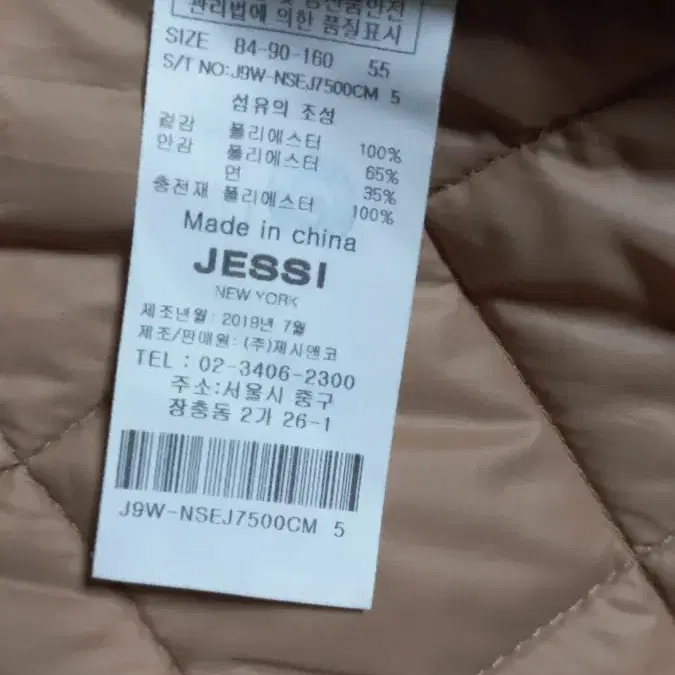 관리법에 의한 품질표시
SIZE 84-90-160 55
S/T NO:J9W-NSEJ7500CM 5
섬유의 조성
겉감 폴리에스터 100%
안감 폴리에스터 65%
면 35%
충전재 폴리에스터 100%
Made in china
JESSI
NEW YORK
제조년월: 2019년 7월
제조/판매원: (주)제시앤코
TEL : 02-3406-2300
주소:서울시 중구
장충동 2가 26-1
J9W-NSEJ7500CM 5